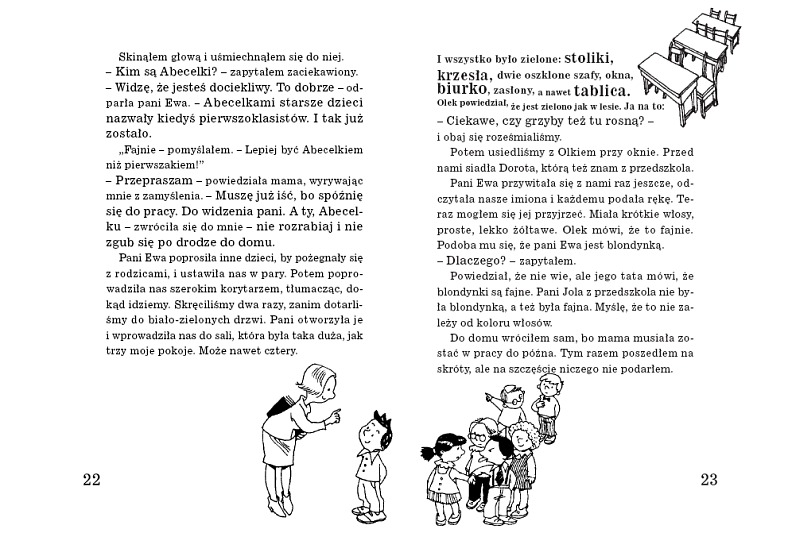 Skinąłem głową i uśmiechnąłem się do niej.
– Kim są Abecelki? – zapytałem zaciekawiony.
– Widzę, że jesteś dociekliwy. To dobrze – od-
parła pani Ewa. – Abecelkami starsze dzieci
nazwały kiedyś pierwszoklasistów. I tak już
zostało.
„Fajnie – pomyślałem. – Lepiej być Abecelkiem
niż pierwszakiem!”
– Przepraszam – powiedziała mama, wyrywając
mnie z zamyślenia. – Muszę już iść, bo spóźnię
się do pracy. Do widzenia pani. A ty, Abecel-
ku – zwróciła się do mnie – nie rozrabiaj i nie
zgub się po drodze do domu.
Pani Ewa poprosiła inne dzieci, by pożegnały się
z rodzicami, i ustawiła nas w pary. Potem popro-
wadziła nas szerokim korytarzem, tłumacząc, do-
kąd idziemy. Skręciliśmy dwa razy, zanim dotarli-
śmy do biało-zielonych drzwi. Pani otworzyła je
i wprowadziła nas do sali, która była taka duża, jak
trzy moje pokoje. Może nawet cztery.
22
I wszystko było zielone: stoliki,
krzesła, dwie oszklone szafy, okna,
biurko, zasłony, a nawet tablica.
Olek powiedział, że jest zielono jak w lesie. Ja na to:
– Ciekawe, czy grzyby też tu rosną? –
i obaj się roześmialiśmy.
Potem usiedliśmy z Olkiem przy oknie. Przed
nami siadła Dorota, którą też znam z przedszkola.
Pani Ewa przywitała się z nami raz jeszcze, od-
czytała nasze imiona i każdemu podała rękę. Te-
raz mogłem się jej przyjrzeć. Miała krótkie włosy,
proste, lekko żółtawe. Olek mówi, że to fajnie.
Podoba mu się, że pani Ewa jest blondynką.
– Dlaczego? – zapytałem.
Powiedział, że nie wie, ale jego tata mówi, że
blondynki są fajne. Pani Jola z przedszkola nie by-
ła blondynką, a też była fajna. Myślę, że to nie za-
leży od koloru włosów.
Do domu wróciłem sam, bo mama musiała zo-
stać w pracy do późna. Tym razem poszedłem na
skróty, ale na szczęście niczego nie podarłem.
23